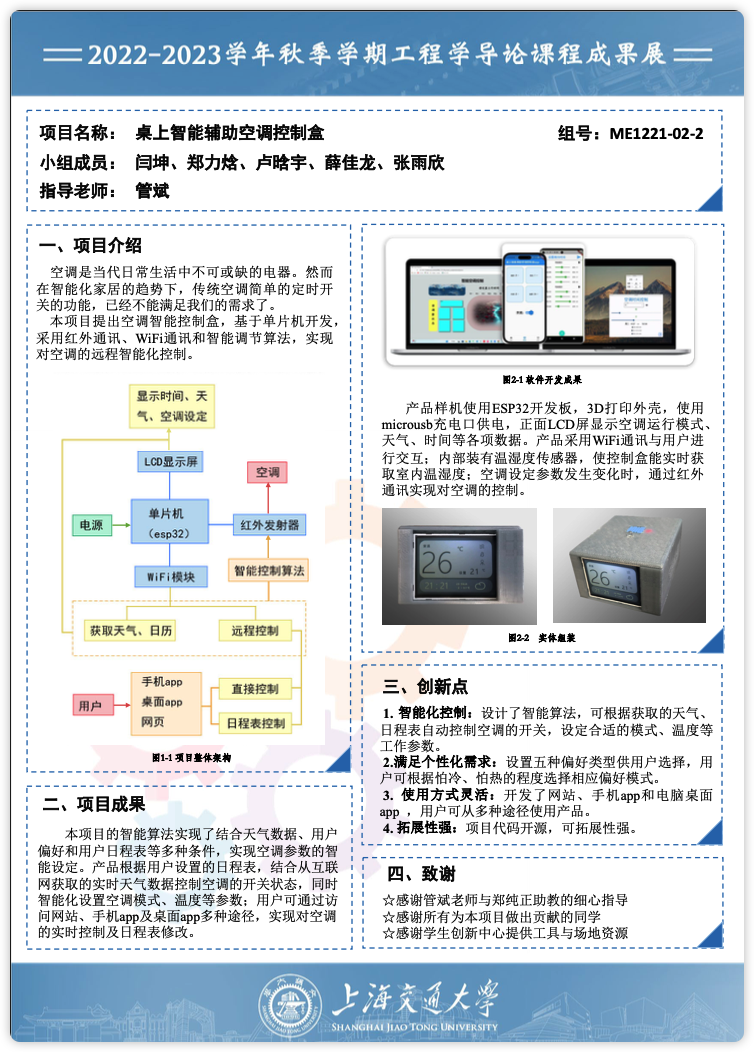 2022-2023学年秋季学期工程学导论课程成果展
项目名称： 桌上智能辅助空调控制盒
组号：ME1221-02-2
小组成员： 闫坤、郑力焓、卢晗宇、薛佳龙、张雨欣
指导老师： 管斌
一、项目介绍
空调是当代日常生活中不可或缺的电器。然而
在智能化家居的趋势下，传统空调简单的定时开
关的功能，已经不能满足我们的需求了。
本项目提出空调智能控制盒，基于单片机开发，
采用红外通讯、WiFi通讯和智能调节算法，实现
对空调的远程智能化控制。
显示时间、天
气、空调设定
LCD显示屏
空调
电源
单片机
（esp32）
红外发射器
WiFi模块
智能控制算法
获取天气、日历
远程控制
用户
手机app
桌面app
网页
直接控制
日程表控制
图1-1 项目整体架构
二、项目成果
本项目的智能算法实现了结合天气数据、用户
偏好和用户日程表等多种条件，实现空调参数的智
能设定。产品根据用户设置的日程表，结合从互联
网获取的实时天气数据控制空调的开关状态，同时
智能化设置空调模式、温度等参数；用户可通过访
问网站、手机app及桌面app多种途径，实现对空调
的实时控制及日程表修改。
图2-1 软件开发成果
产品样机使用ESP32开发板，3D打印外壳，使用
microusb充电口供电，正面LCD屏显示空调运行模式、
天气、时间等各项数据。产品采用WiFi通讯与用户进
行交互；内部装有温湿度传感器，使控制盒能实时获
取室内温湿度；空调设定参数发生变化时，通过红外
通讯实现对空调的控制。
26
℃
21:21
26
图2-2 实体组装
三、创新点
1. 智能化控制：设计了智能算法，可根据获取的天气、
日程表自动控制空调的开关，设定合适的模式、温度等
工作参数。
2.满足个性化需求：设置五种偏好类型供用户选择，用
户可根据怕冷、怕热的程度选择相应偏好模式。
3. 使用方式灵活：开发了网站、手机app和电脑桌面
app ，用户可从多种途径使用产品。
4. 拓展性强：项目代码开源，可拓展性强。
四、致谢
☆感谢管斌老师与郑纯正助教的细心指导
☆感谢所有为本项目做出贡献的同学
☆感谢学生创新中心提供工具与场地资源
上海交通大学
SHANGHAI JIAO TONG UNIVERSITY